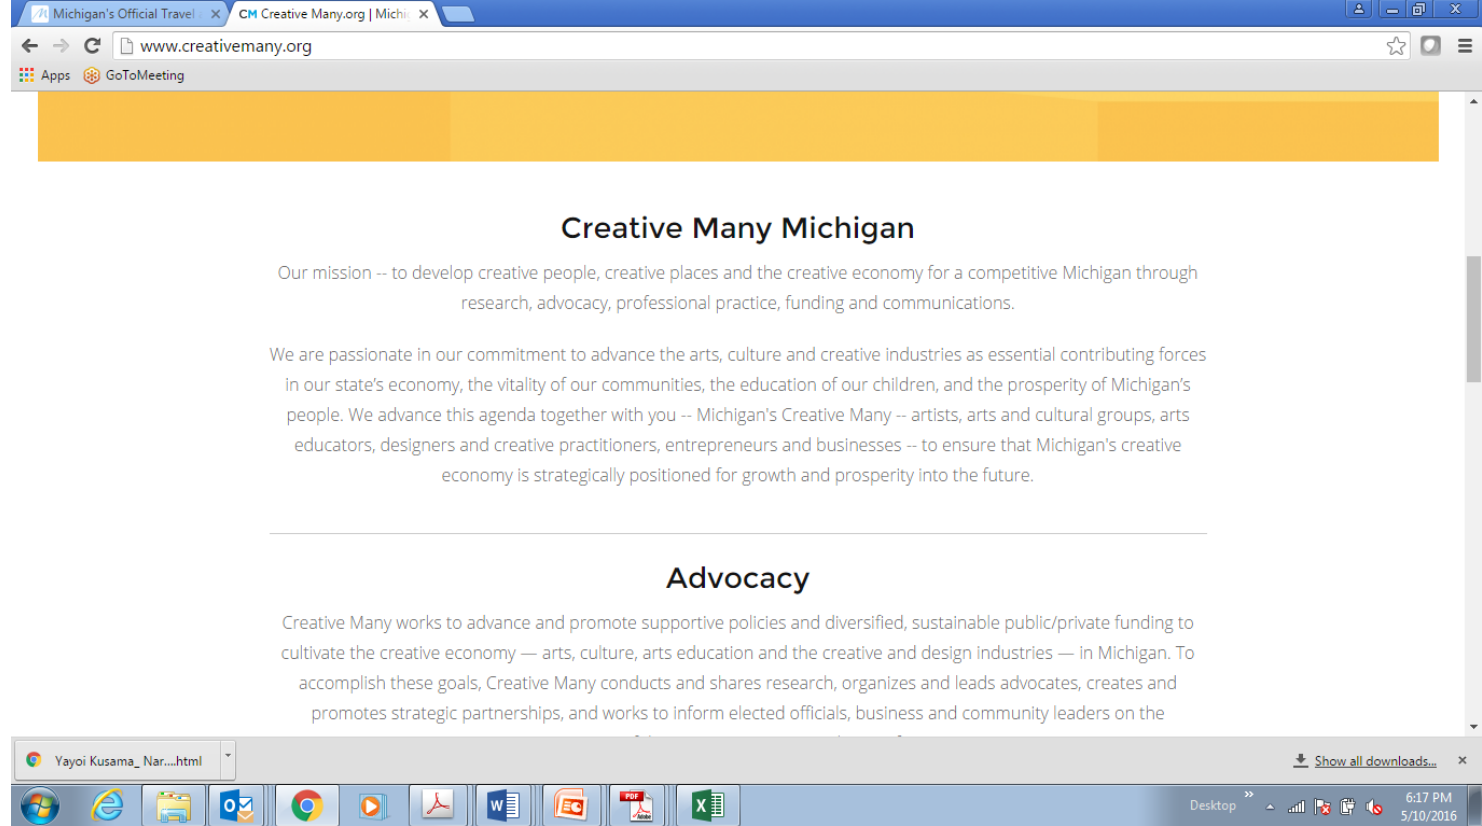 Michigan's Official Travel
CM Creative Many.org | Michi
www.creativemany.org
Apps GoToMeeting
Creative Many Michigan
Our mission -- to develop creative people, creative places and the creative economy for a competitive Michigan through
research, advocacy, professional practice, funding and communications.
We are passionate in our commitment to advance the arts, culture and creative industries as essential contributing forces
in our state's economy, the vitality of our communities, the education of our children, and the prosperity of Michigan's
people. We advance this agenda together with you -- Michigan's Creative Many -- artists, arts and cultural groups, arts
educators, designers and creative practitioners, entrepreneurs and businesses -- to ensure that Michigan's creative
economy is strategically positioned for growth and prosperity into the future.
Advocacy
Creative Many works to advance and promote supportive policies and diversified, sustainable public/private funding to
cultivate the creative economy — arts, culture, arts education and the creative and design industries — in Michigan. To
accomplish these goals, Creative Many conducts and shares research, organizes and leads advocates, creates and
promotes strategic partnerships, and works to inform elected officials, business and community leaders on the
Yayoi Kusama_ Nar....html
Show all downloads...
Desktop
6:17 PM
5/10/2016